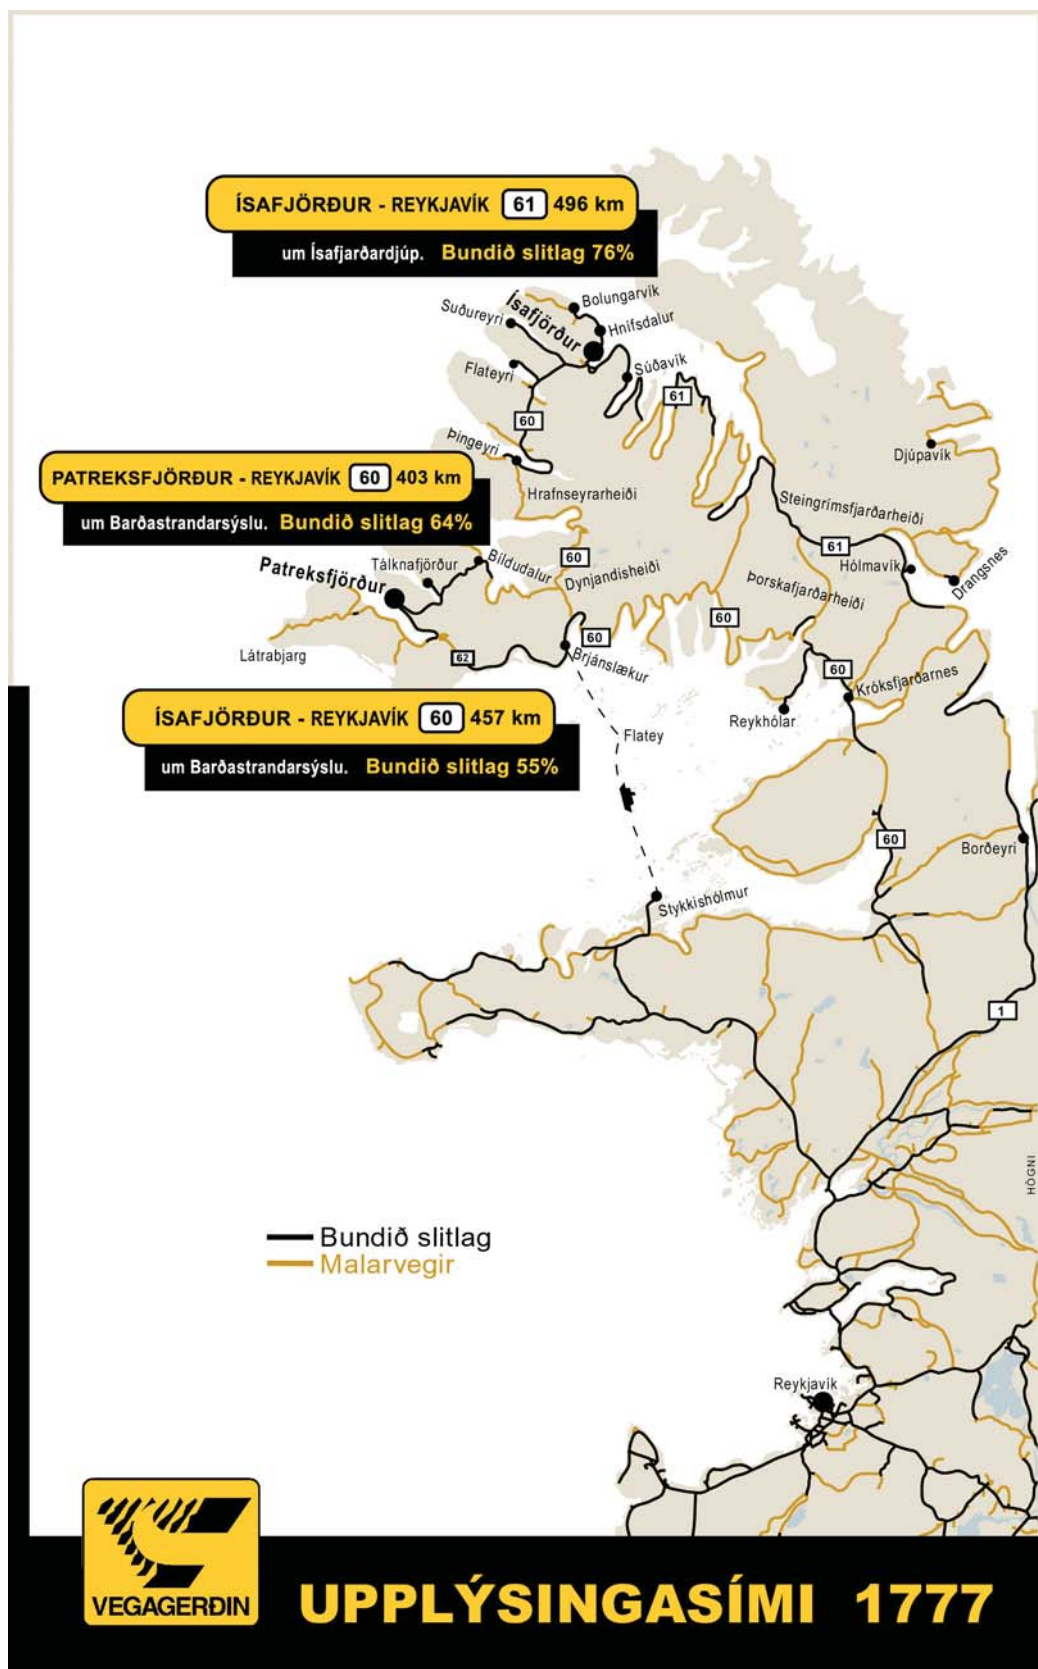 ÍSAFJÖRÐUR - REYKJAVÍK 61 496 km
um Ísafjarðardjúp. Bundið slitlag 76%
Bolungarvík
Suðureyri
Ísafjörður
Hnífsdalur
Flateyri
Súðavík
61
60
Þingeyri
Djúpavík
PATREKSFJÖRÐUR - REYKJAVÍK 60 403 km
um Barðastrandarsýslu. Bundið slitlag 64%
Hrafnseyrarheiði
Steingrímsfjarðarheiði
61
60
Bíldudalur
Tálknafjörður
Patreksfjörður
Dynjandisheiði
Hólmavík
Drangsnes
Þorskafjarðarheiði
60
60
Látrabjarg
62
Brjánslækur
60
Króksfjarðarnes
ÍSAFJÖRÐUR - REYKJAVÍK 60 457 km
um Barðastrandarsýslu. Bundið slitlag 55%
Reykhólar
Flatey
60
Borðeyri
Stykkishólmur
1
HÖGNI
Bundið slitlag
Malarvegir
Reykjavík
VEGAGERÐIN
UPPLÝSINGASÍMI 1777